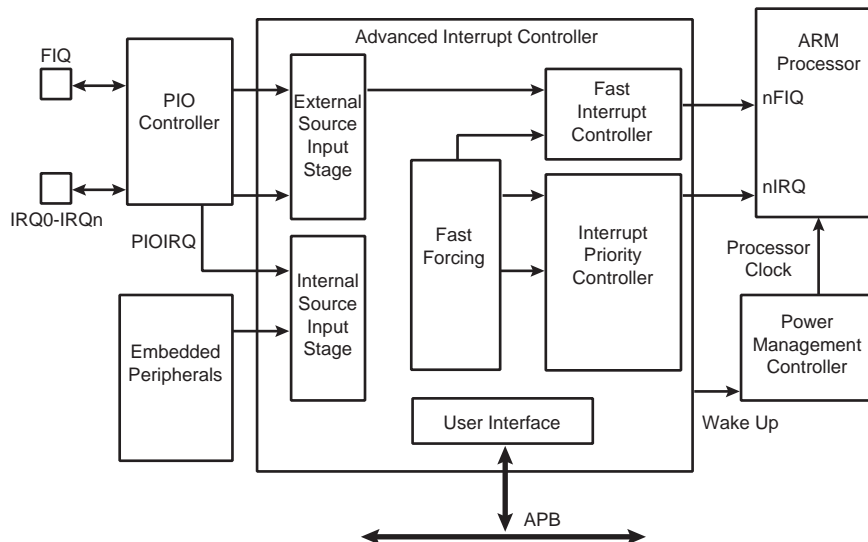 Advanced Interrupt Controller
FIQ
PIO
Controller
External
Source
Input
Stage
Fast
Interrupt
Controller
ARM
Processor
nFIQ
nIRQ
IRQ0-IRQn
PIOIRQ
Fast
Forcing
Interrupt
Priority
Controller
Processor
Clock
Internal
Source
Input
Stage
Embedded
Peripherals
Power
Management
Controller
User Interface
Wake Up
APB